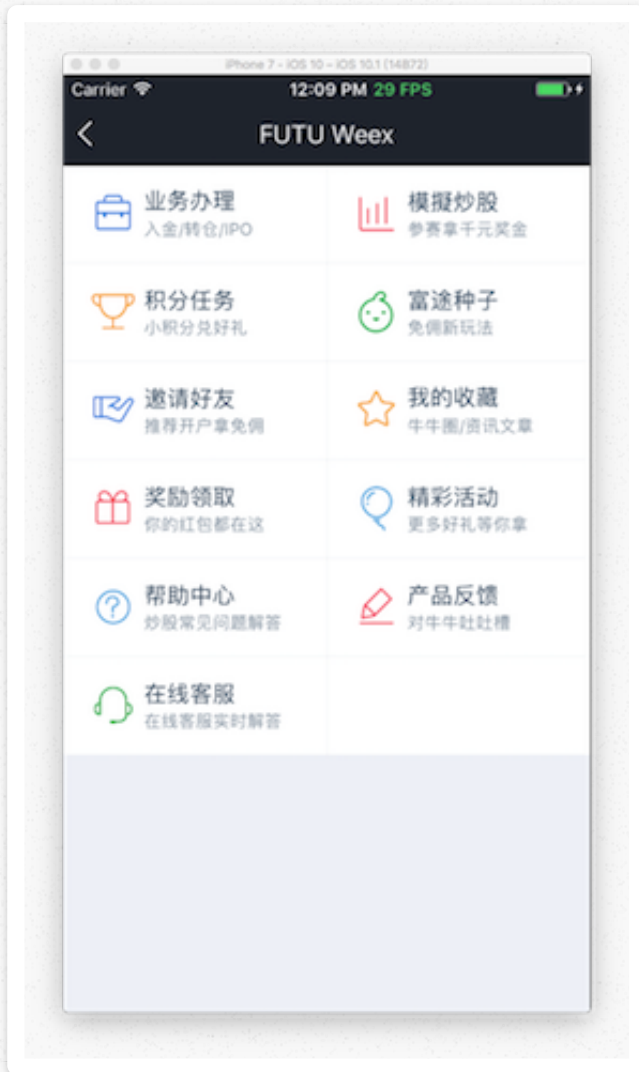 iPhone 7 - iOS 10 - iOS 10.1 (14B72)
Carrier 12:09 PM 29 FPS
FUTU Weex
业务办理
入金/转仓/IPO
模擬炒股
参赛拿千元奖金
积分任务
小积分兑好礼
富途种子
免佣新玩法
邀请好友
推荐开户拿免佣
我的收藏
牛牛圈/资讯文章
奖励领取
你的红包都在这
精彩活动
更多好礼等你拿
帮助中心
炒股常见问题解答
产品反馈
对牛牛吐吐槽
在线客服
在线客服实时解答